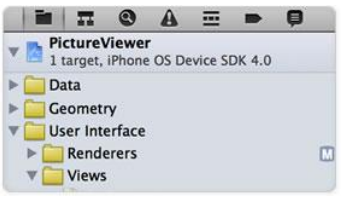 PictureViewer
1 target, iPhone OS Device SDK 4.0
Data
Geometry
User Interface
Renderers
M
Views